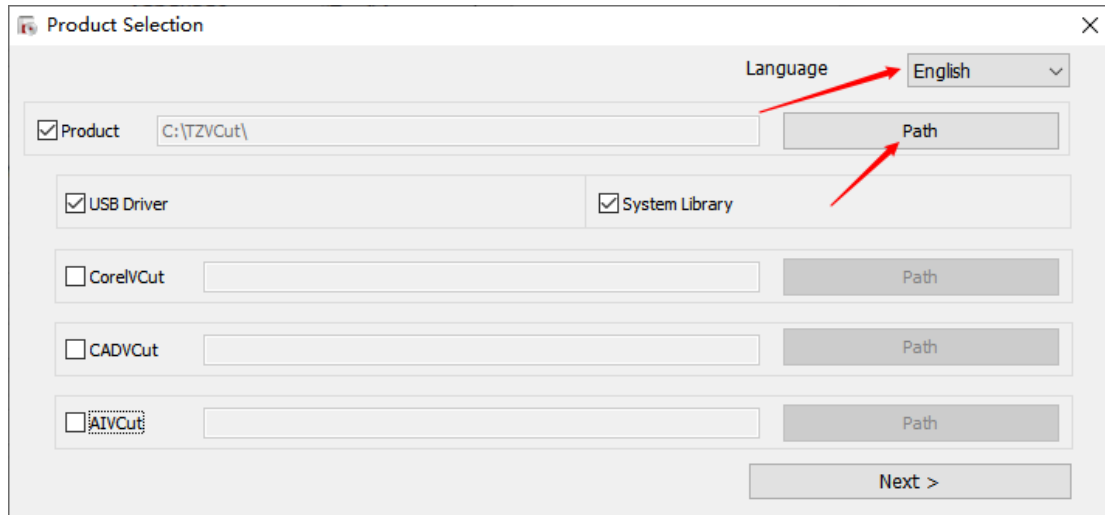 Product Selection
Language English
Product C:\TZVCut\ Path
USB Driver System Library
CorelVCut Path
CADVCut Path
AIVCut Path
Next >